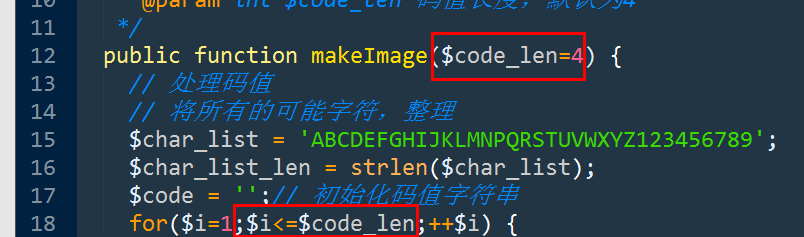 10 @param int $code_len 码值长度，默认为4
11 */
12 public function makeImage($code_len=4) {
13 // 处理码值
14 // 将所有的可能字符，整理
15 $char_list = 'ABCDEFGHIJKLMNPQRSTUVWXYZ123456789';
16 $char_list_len = strlen($char_list);
17 $code = '';// 初始化码值字符串
18 for($i=1;$i<=$code_len;++$i) {